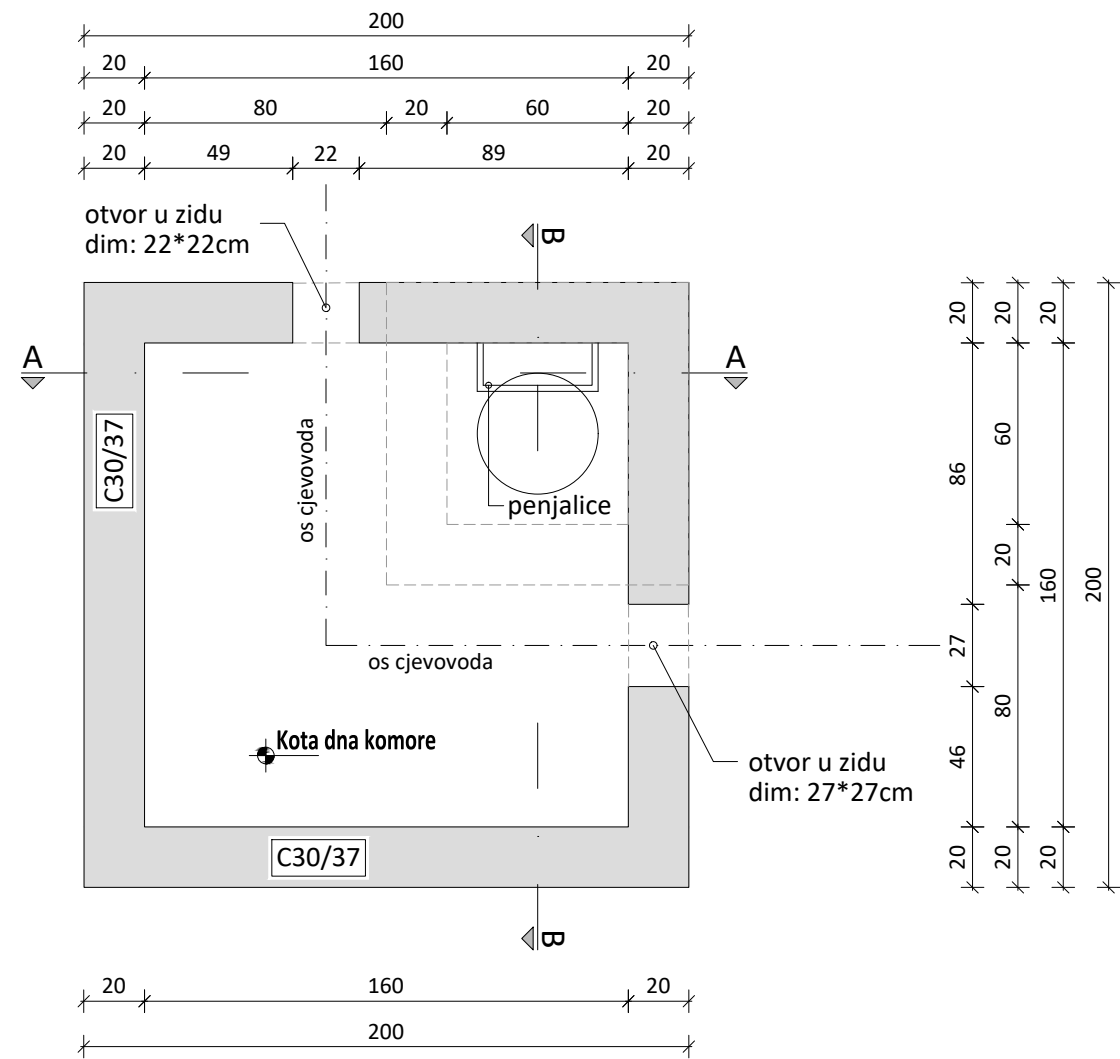 200
20 160 20
20 80 20 60 20
20 49 22 89 20
otvor u zidu
dim: 22*22cm
B
A
A
C30/37
os cjevovoda
penjalice
os cjevovoda
Kota dna komore
otvor u zidu
dim: 27*27cm
C30/37
B
20 86 27 46 20
20 60 20 80 20
20 160 20
200
20 160 20
200